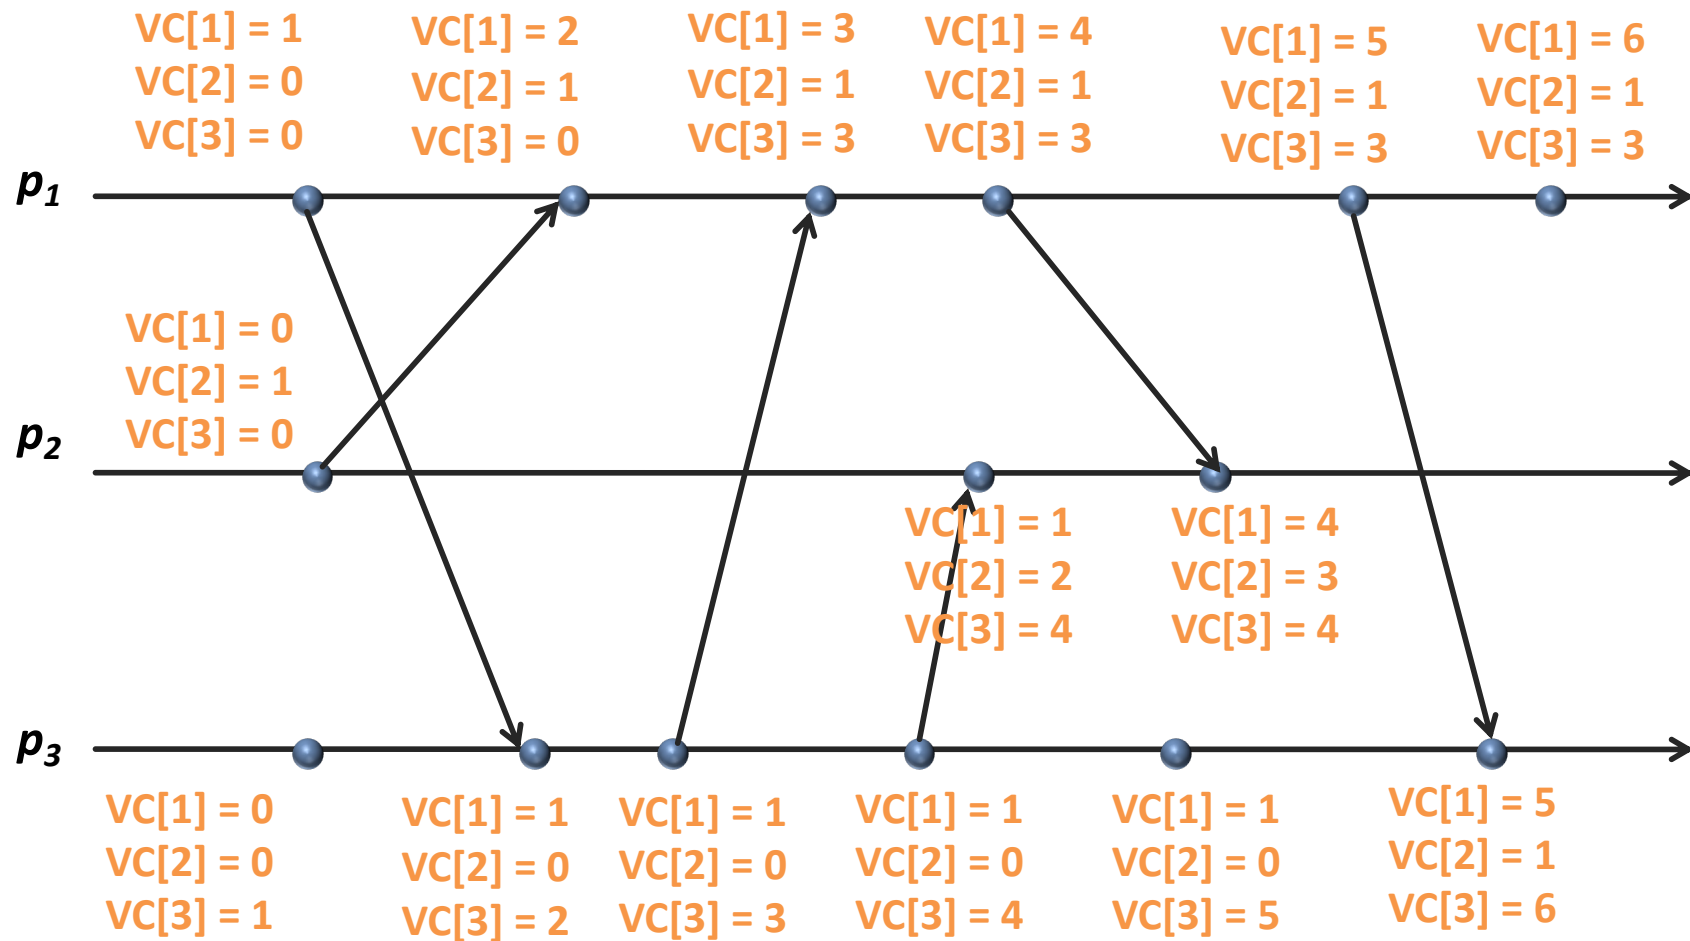 VC[1] = 1
VC[2] = 0
VC[3] = 0
VC[1] = 2
VC[2] = 1
VC[3] = 0
VC[1] = 3
VC[2] = 1
VC[3] = 3
VC[1] = 4
VC[2] = 1
VC[3] = 3
VC[1] = 5
VC[2] = 1
VC[3] = 3
VC[1] = 6
VC[2] = 1
VC[3] = 3
p1
VC[1] = 0
VC[2] = 1
VC[3] = 0
p2
VC[1] = 1
VC[2] = 2
VC[3] = 4
VC[1] = 4
VC[2] = 3
VC[3] = 4
p3
VC[1] = 0
VC[2] = 0
VC[3] = 1
VC[1] = 1
VC[2] = 0
VC[3] = 2
VC[1] = 1
VC[2] = 0
VC[3] = 3
VC[1] = 1
VC[2] = 0
VC[3] = 4
VC[1] = 1
VC[2] = 0
VC[3] = 5
VC[1] = 5
VC[2] = 1
VC[3] = 6